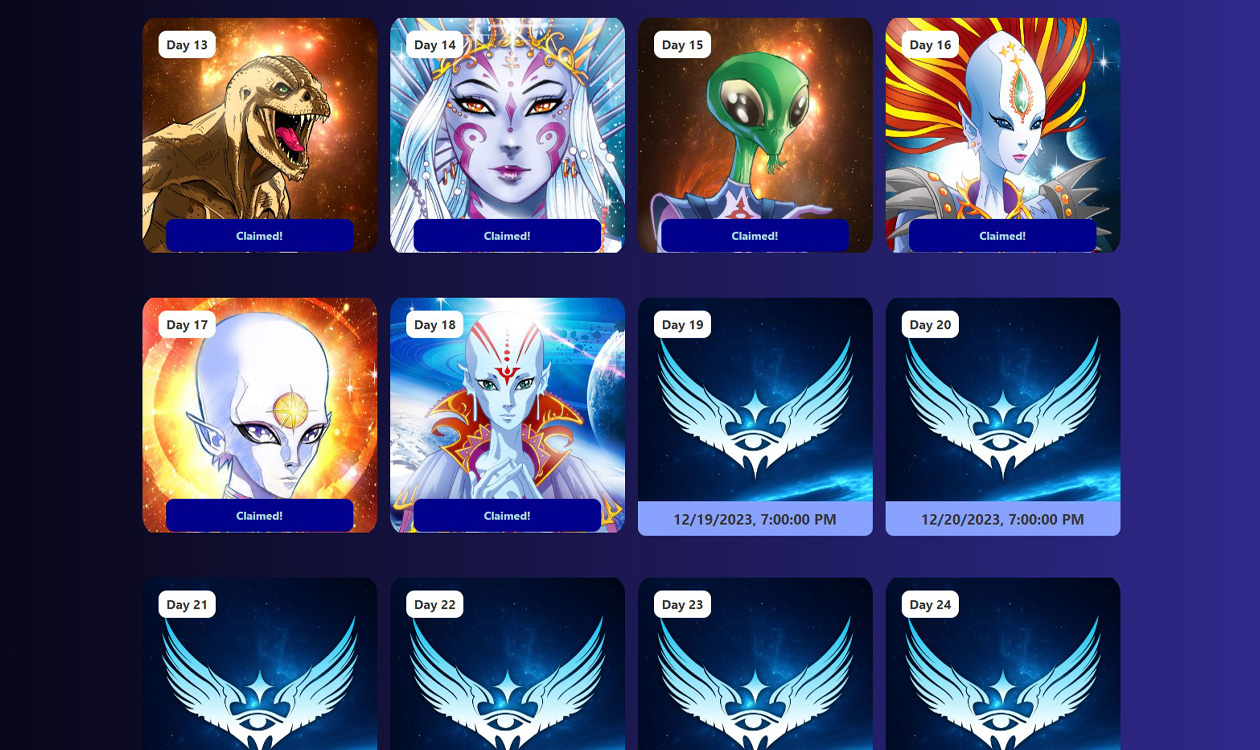 Day 13
Day 14
Day 15
Day 16
Claimed!
Claimed!
Claimed!
Claimed!
Day 17
Day 18
Day 19
Day 20
Claimed!
Claimed!
12/19/2023, 7:00:00 PM
12/20/2023, 7:00:00 PM
Day 21
Day 22
Day 23
Day 24